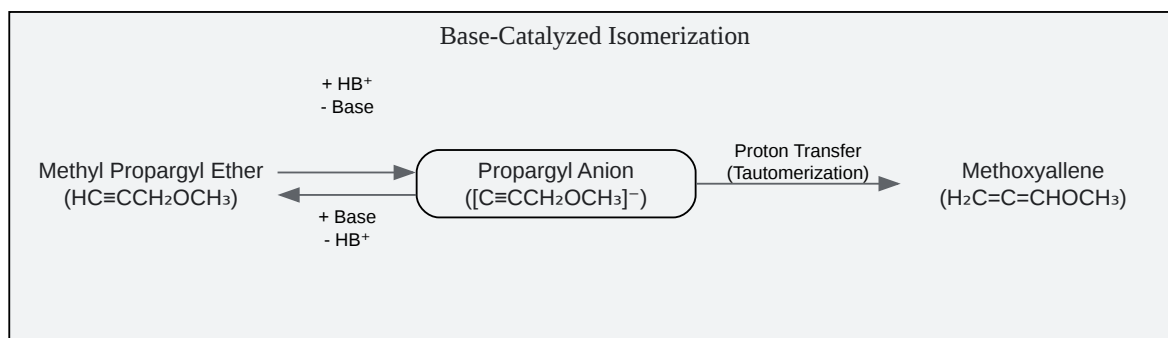 Base-Catalyzed Isomerization
+ HB⁺
- Base
Methyl Propargyl Ether
(HC≡CCH₂OCH₃)
+ Base
- HB⁺
Propargyl Anion
([C≡CCH₂OCH₃]⁻)
Proton Transfer
(Tautomerization)
Methoxyallene
(H₂C=C=CHOCH₃)